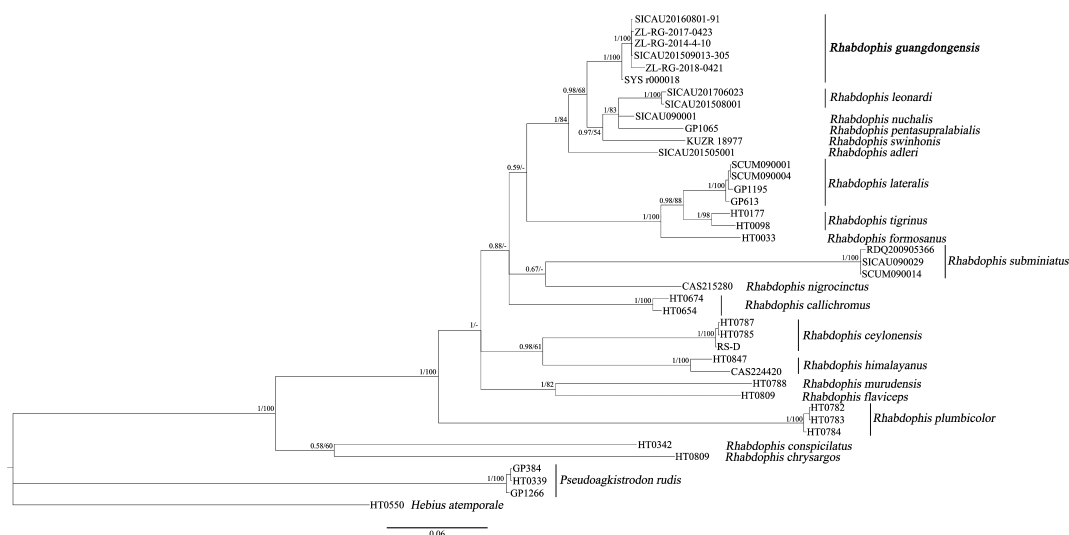 SICAU20160801-91
ZL-RG-2017-0423
1/100
ZL-RG-2014-4-10
Rhabdophis guangdongensis
SICAU201509013-305
1/100
ZL-RG-2018-0421
SYS r000018
0.98/68
SICAU201706023
1/100
Rhabdophis leonardi
SICAU201508001
1/83
SICAU090001
Rhabdophis nuchalis
1/84
GP1065
Rhabdophis pentasupralabialis
0.97/54
KUZR 18977
Rhabdophis swinhonis
SICAU201505001
Rhabdophis adleri
SCUM090001
0.59/-
SCUM090004
1/100
Rhabdophis lateralis
GP1195
0.98/88
GP613
HT0177
1/100
1/98
Rhabdophis tigrinus
HT0098
HT0033
Rhabdophis formosanus
0.88/-
RDQ200905366
1/100
SICAU090029
Rhabdophis subminiatus
0.67/-
SCUM090014
CAS215280
Rhabdophis nigrocinctus
HT0674
1/100
Rhabdophis callichromus
HT0654
1/-
HT0787
1/100
HT0785
Rhabdophis ceylonensis
0.98/61
RS-D
HT0847
1/100
Rhabdophis himalayanus
CAS224420
1/100
1/82
HT0788
Rhabdophis murudensis
HT0809
Rhabdophis flaviceps
HT0782
1/100
1/100
HT0783
Rhabdophis plumbicolor
HT0784
0.58/60
HT0342
Rhabdophis conspicilatus
HT0809
Rhabdophis chrysargos
GP384
1/100
HT0339
Pseudoagkistrodon rudis
GP1266
HT0550
Hebius atemporale
0.06